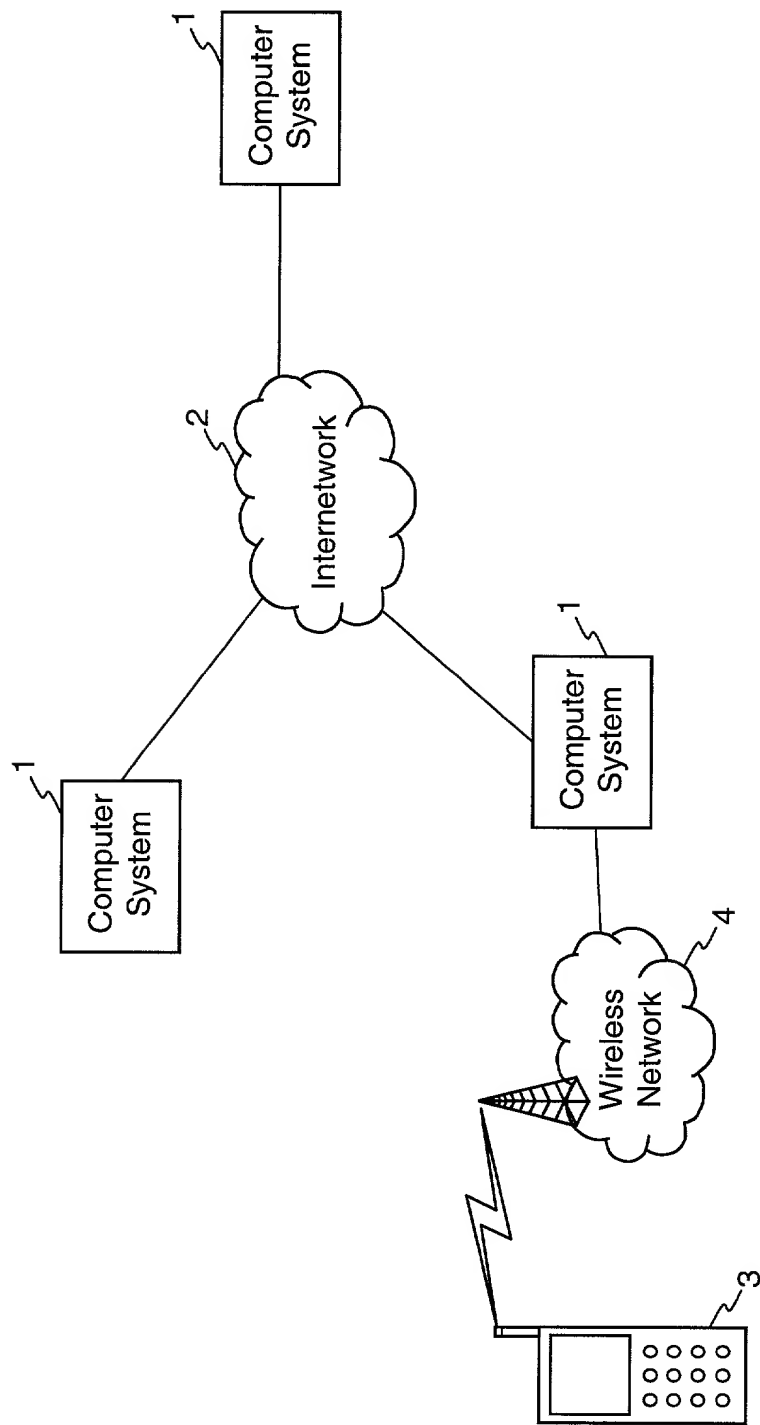 1
Computer
System
2
Internetwork
1
Computer
System
1
Computer
System
4
Wireless
Network
3